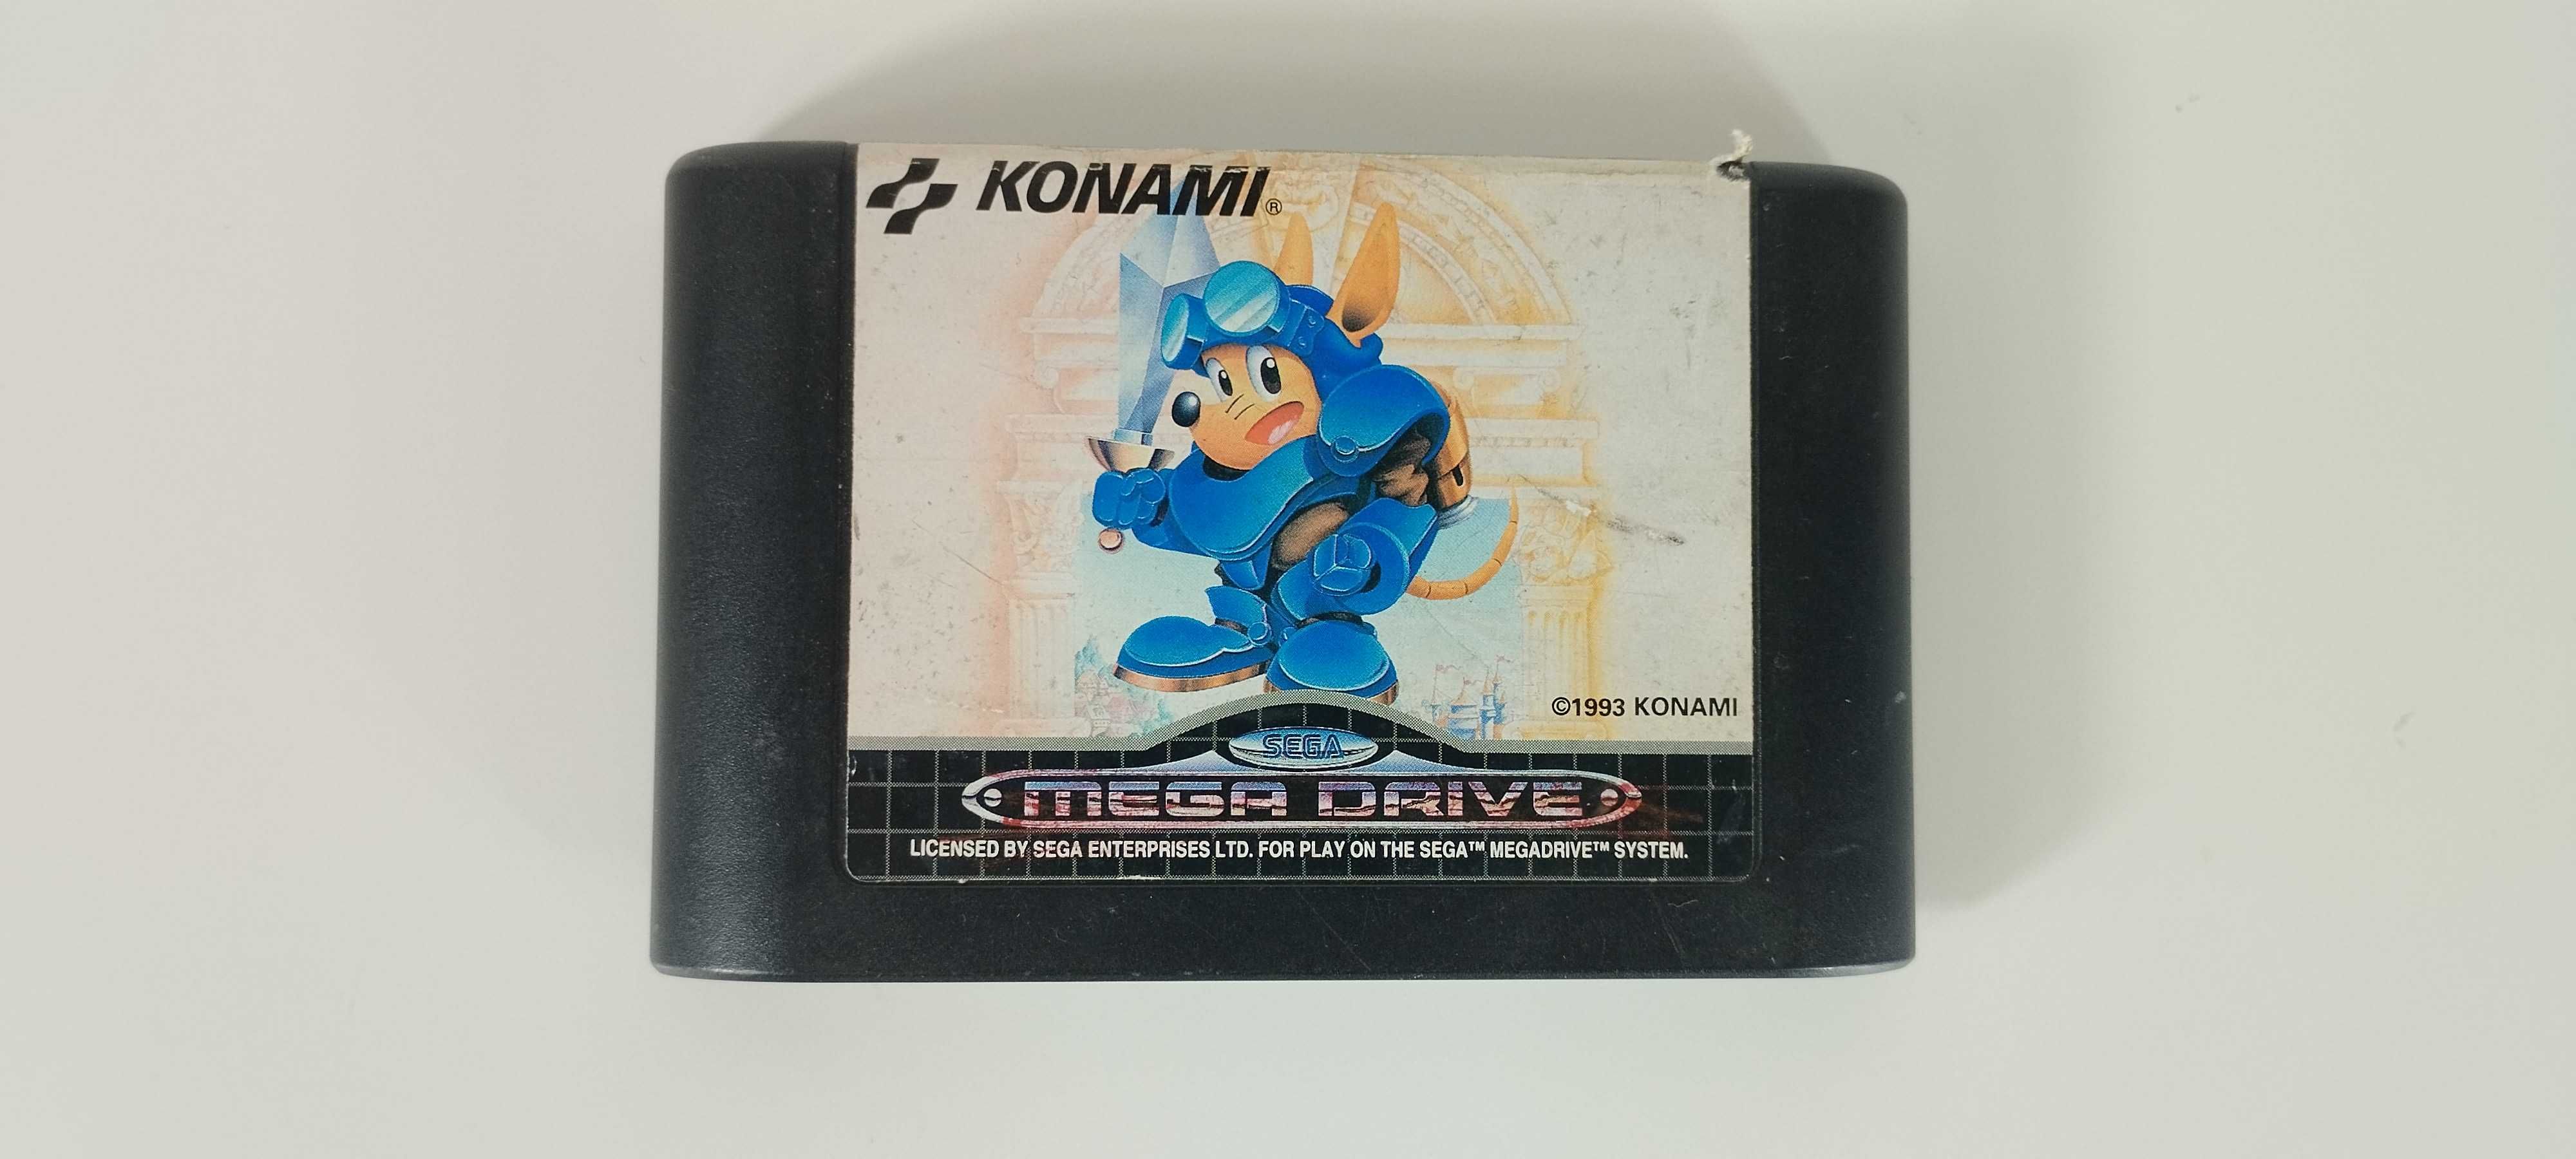 KONAMI®
©1993 KONAMI
SEGA
MEGA DRIVE
LICENSED BY SEGA ENTERPRISES LTD. FOR PLAY ON THE SEGA™ MEGADRIVE™ SYSTEM.